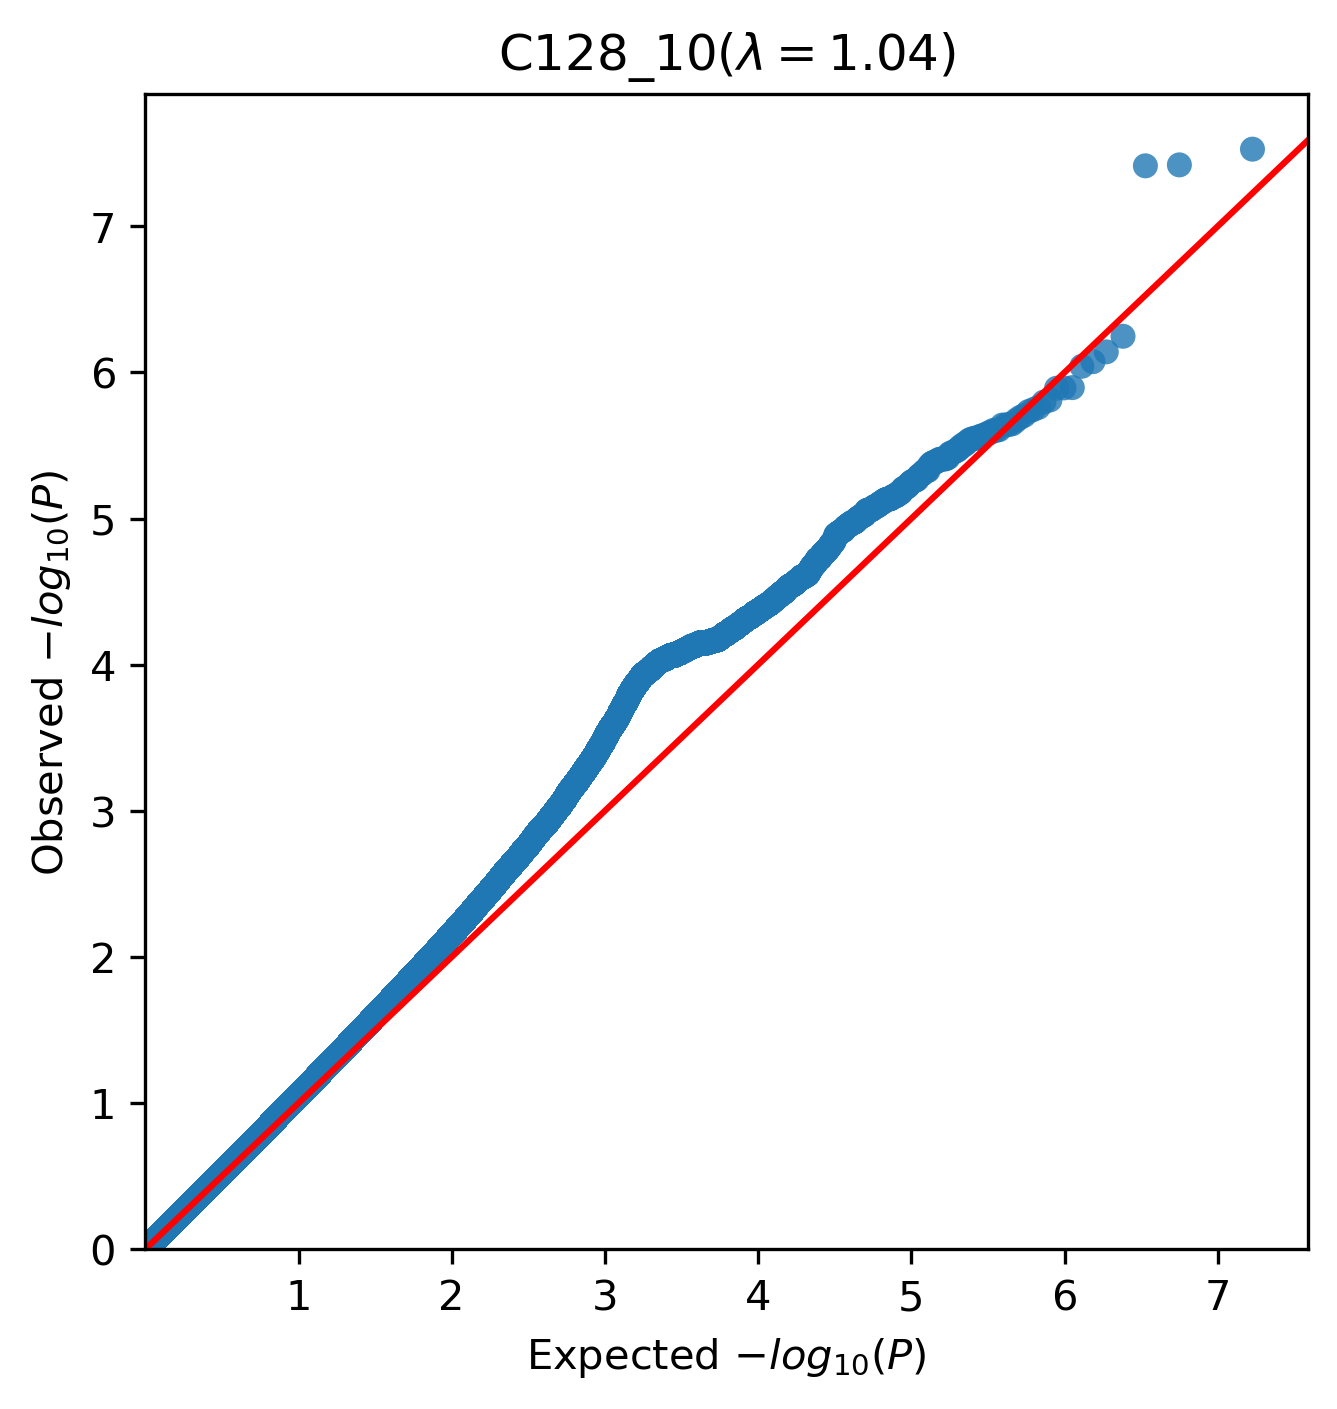 C128_10(λ = 1.04)
Observed −log10(P)
7
6
5
4
3
2
1
0
1 2 3 4 5 6 7
Expected −log10(P)